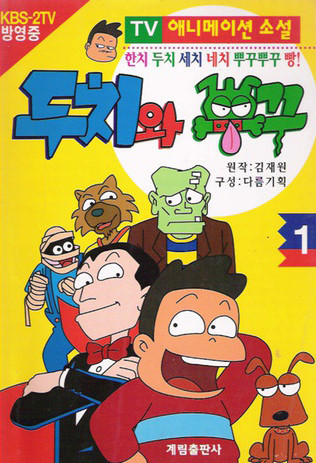 KBS-2TV
방영중
TV 애니메이션 소설
한치 두치 세치 네치 뿌꾸뿌꾸 빵!
두치와 뿌꾸
원작:김재원
구성:다름기획
1
계림출판사